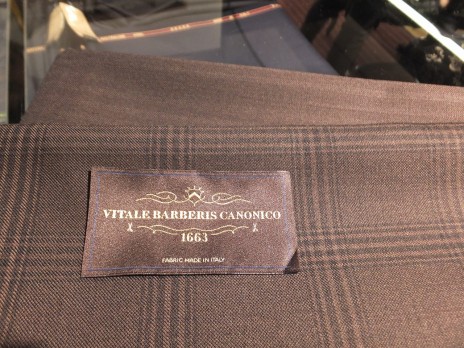 VITALE BARBERIS CANONICO
1663
FABRIC MADE IN ITALY